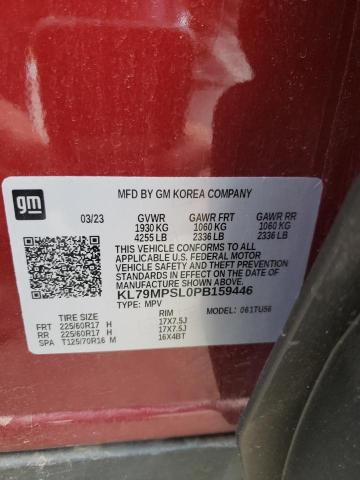 gm
MFD BY GM KOREA COMPANY
03/23 GVWR GAWR FRT GAWR RR
1930 KG 1060 KG 1060 KG
4255 LB 2336 LB 2336 LB
THIS VEHICLE CONFORMS TO ALL
APPLICABLE U.S. FEDERAL MOTOR
VEHICLE SAFETY, BUMPER, AND THEFT
PREVENTION STANDARDS IN EFFECT ON
THE DATE OF MANUFACTURE SHOWN ABOVE.
KL79MPSL0PB159446
TYPE: MPV MODEL: 061TU56
TIRE SIZE RIM
FRT 225/60R17 H 17X7.5J
RR 225/60R17 H 17X7.5J
SPA T125/70R16 M 16X4BT